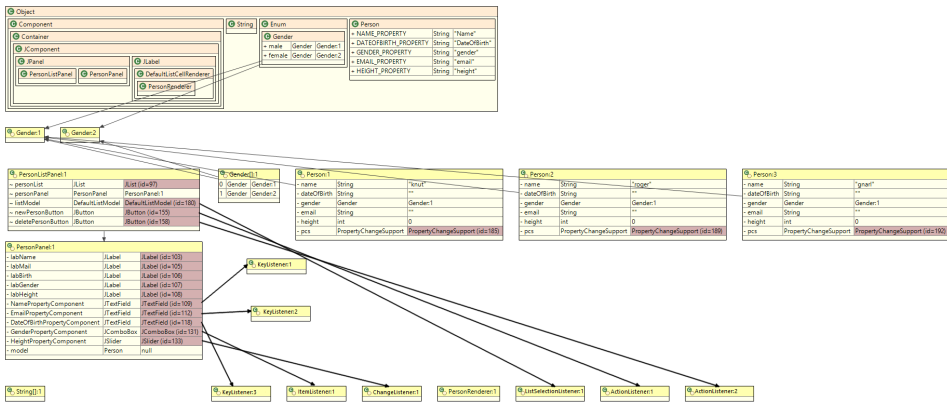 Object
Component
Container
JComponent
JPanel
PersonListPanel
PersonPanel
JLabel
DefaultListCellRenderer
PersonRenderer
String
Enum
Gender
+ male Gender Gender:1
+ female Gender Gender:2
Person
+ NAME_PROPERTY String "Name"
+ DATEOFBIRTH_PROPERTY String "DateOfBirth"
+ GENDER_PROPERTY String "gender"
+ EMAIL_PROPERTY String "email"
+ HEIGHT_PROPERTY String "height"
Gender:1
Gender:2
PersonListPanel:1
~ personList JList JList (id=97)
~ personPanel PersonPanel PersonPanel:1
~ listModel DefaultListModel DefaultListModel (id=180)
~ newPersonButton JButton JButton (id=155)
~ deletePersonButton JButton JButton (id=158)
Gender[]:1
0 Gender Gender:1
1 Gender Gender:2
Person:1
- name String "knut"
- dateOfBirth String ""
- gender Gender Gender:1
- email String ""
- height int 0
- pcs PropertyChangeSupport PropertyChangeSupport (id=185)
Person:2
- name String "roger"
- dateOfBirth String ""
- gender Gender Gender:1
- email String ""
- height int 0
- pcs PropertyChangeSupport PropertyChangeSupport (id=189)
Person:3
- name String "gnarl"
- dateOfBirth String ""
- gender Gender Gender:1
- email String ""
- height int 0
- pcs PropertyChangeSupport PropertyChangeSupport (id=192)
PersonPanel:1
- labName JLabel JLabel (id=103)
- labMail JLabel JLabel (id=105)
- labBirth JLabel JLabel (id=106)
- labGender JLabel JLabel (id=107)
- labHeight JLabel JLabel (id=108)
- NamePropertyComponent JTextField JTextField (id=109)
- EmailPropertyComponent JTextField JTextField (id=112)
- DateOfBirthPropertyComponent JTextField JTextField (id=118)
- GenderPropertyComponent JComboBox JComboBox (id=131)
- HeightPropertyComponent JSlider JSlider (id=133)
- model Person null
KeyListener:1
KeyListener:2
String[]:1
KeyListener:3
ItemListener:1
ChangeListener:1
PersonRenderer:1
ListSelectionListener:1
ActionListener:1
ActionListener:2